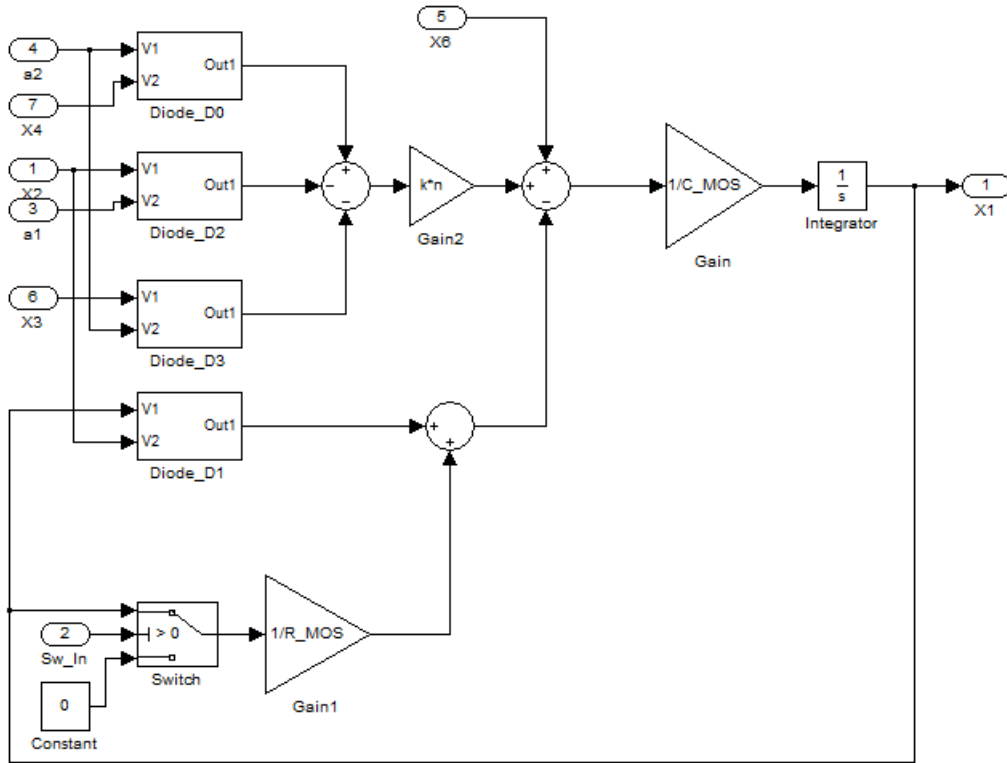 5
X6
4
a2
V1
V2
Out1
Diode_D0
7
X4
+
−
−
1
X2
V1
V2
Out1
Diode_D2
3
a1
k*n
Gain2
+
+
−
1/C_MOS
Gain
1
s
Integrator
1
X1
6
X3
V1
V2
Out1
Diode_D3
V1
V2
Out1
Diode_D1
+
+
2
Sw_In
> 0
Switch
1/R_MOS
Gain1
0
Constant